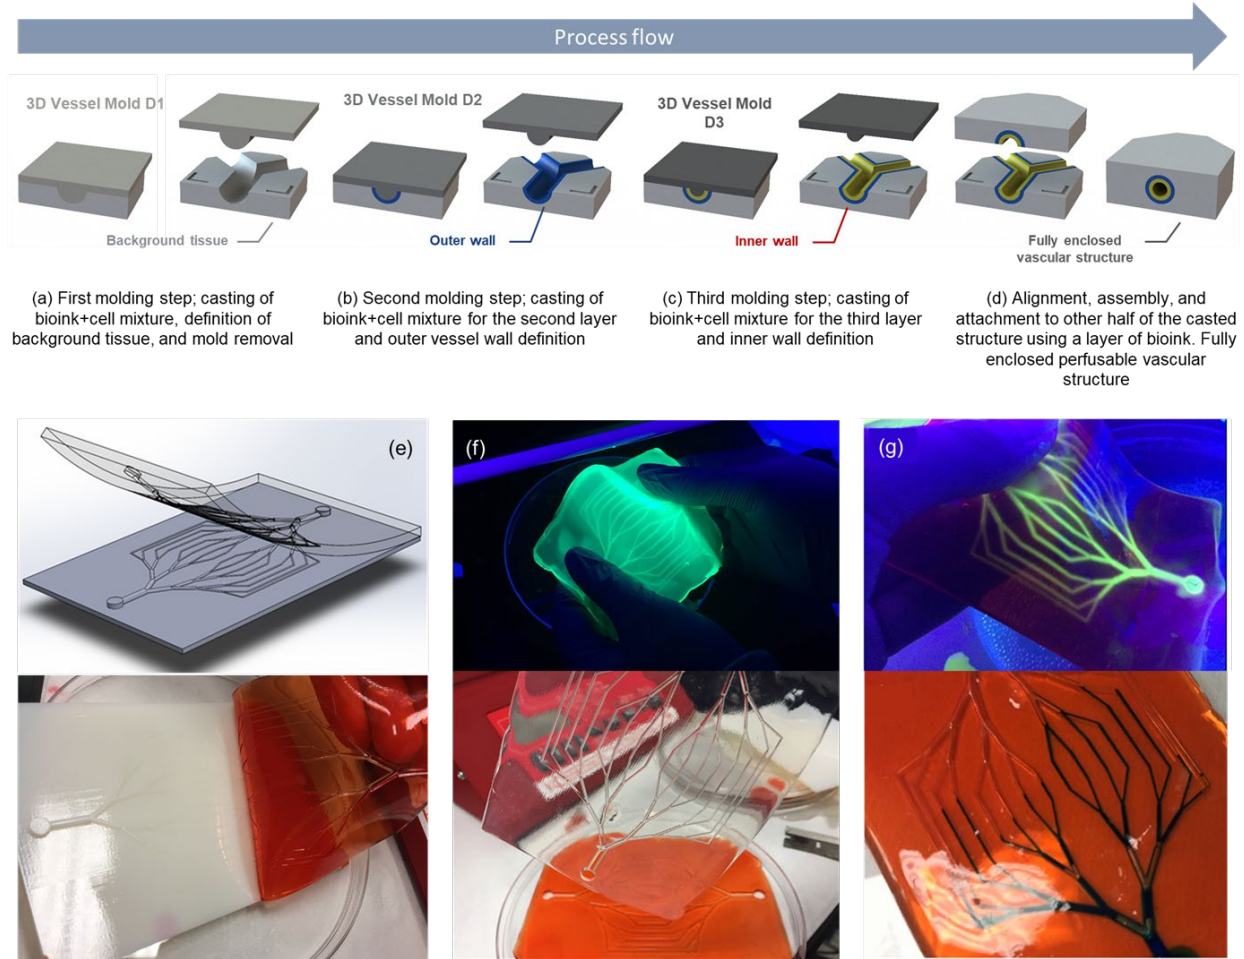 Process flow
3D Vessel Mold D1
3D Vessel Mold D2
3D Vessel Mold
D3
Background tissue
Outer wall
Inner wall
Fully enclosed
vascular structure
(a) First molding step; casting of
bioink+cell mixture, definition of
background tissue, and mold removal
(b) Second molding step; casting of
bioink+cell mixture for the second layer
and outer vessel wall definition
(c) Third molding step; casting of
bioink+cell mixture for the third layer
and inner wall definition
(d) Alignment, assembly, and
attachment to other half of the casted
structure using a layer of bioink. Fully
enclosed perfusable vascular
structure
(e)
(f)
(g)